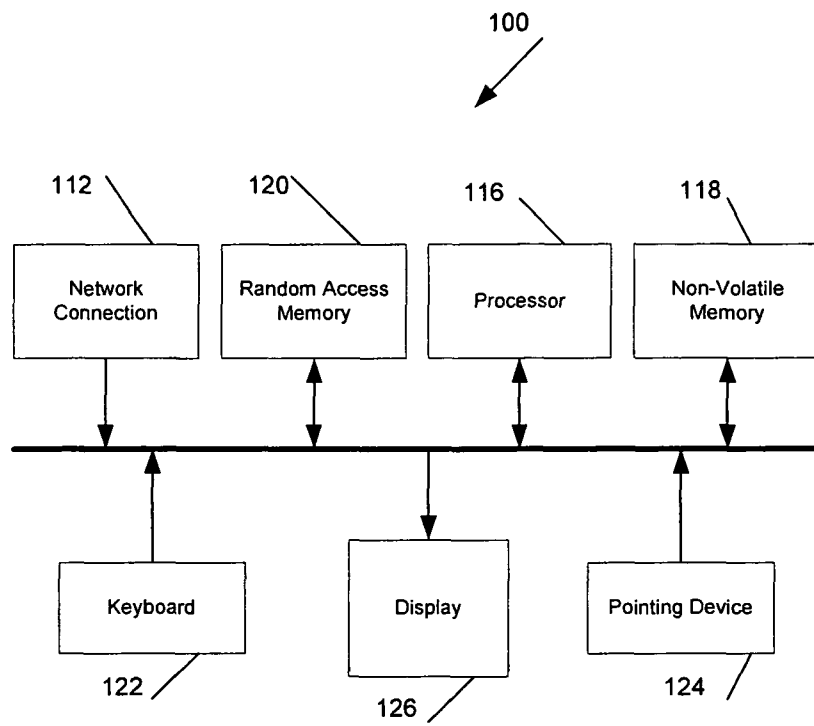 100
112
120
116
118
Network
Connection
Random Access
Memory
Processor
Non-Volatile
Memory
Keyboard
Display
Pointing Device
122
126
124